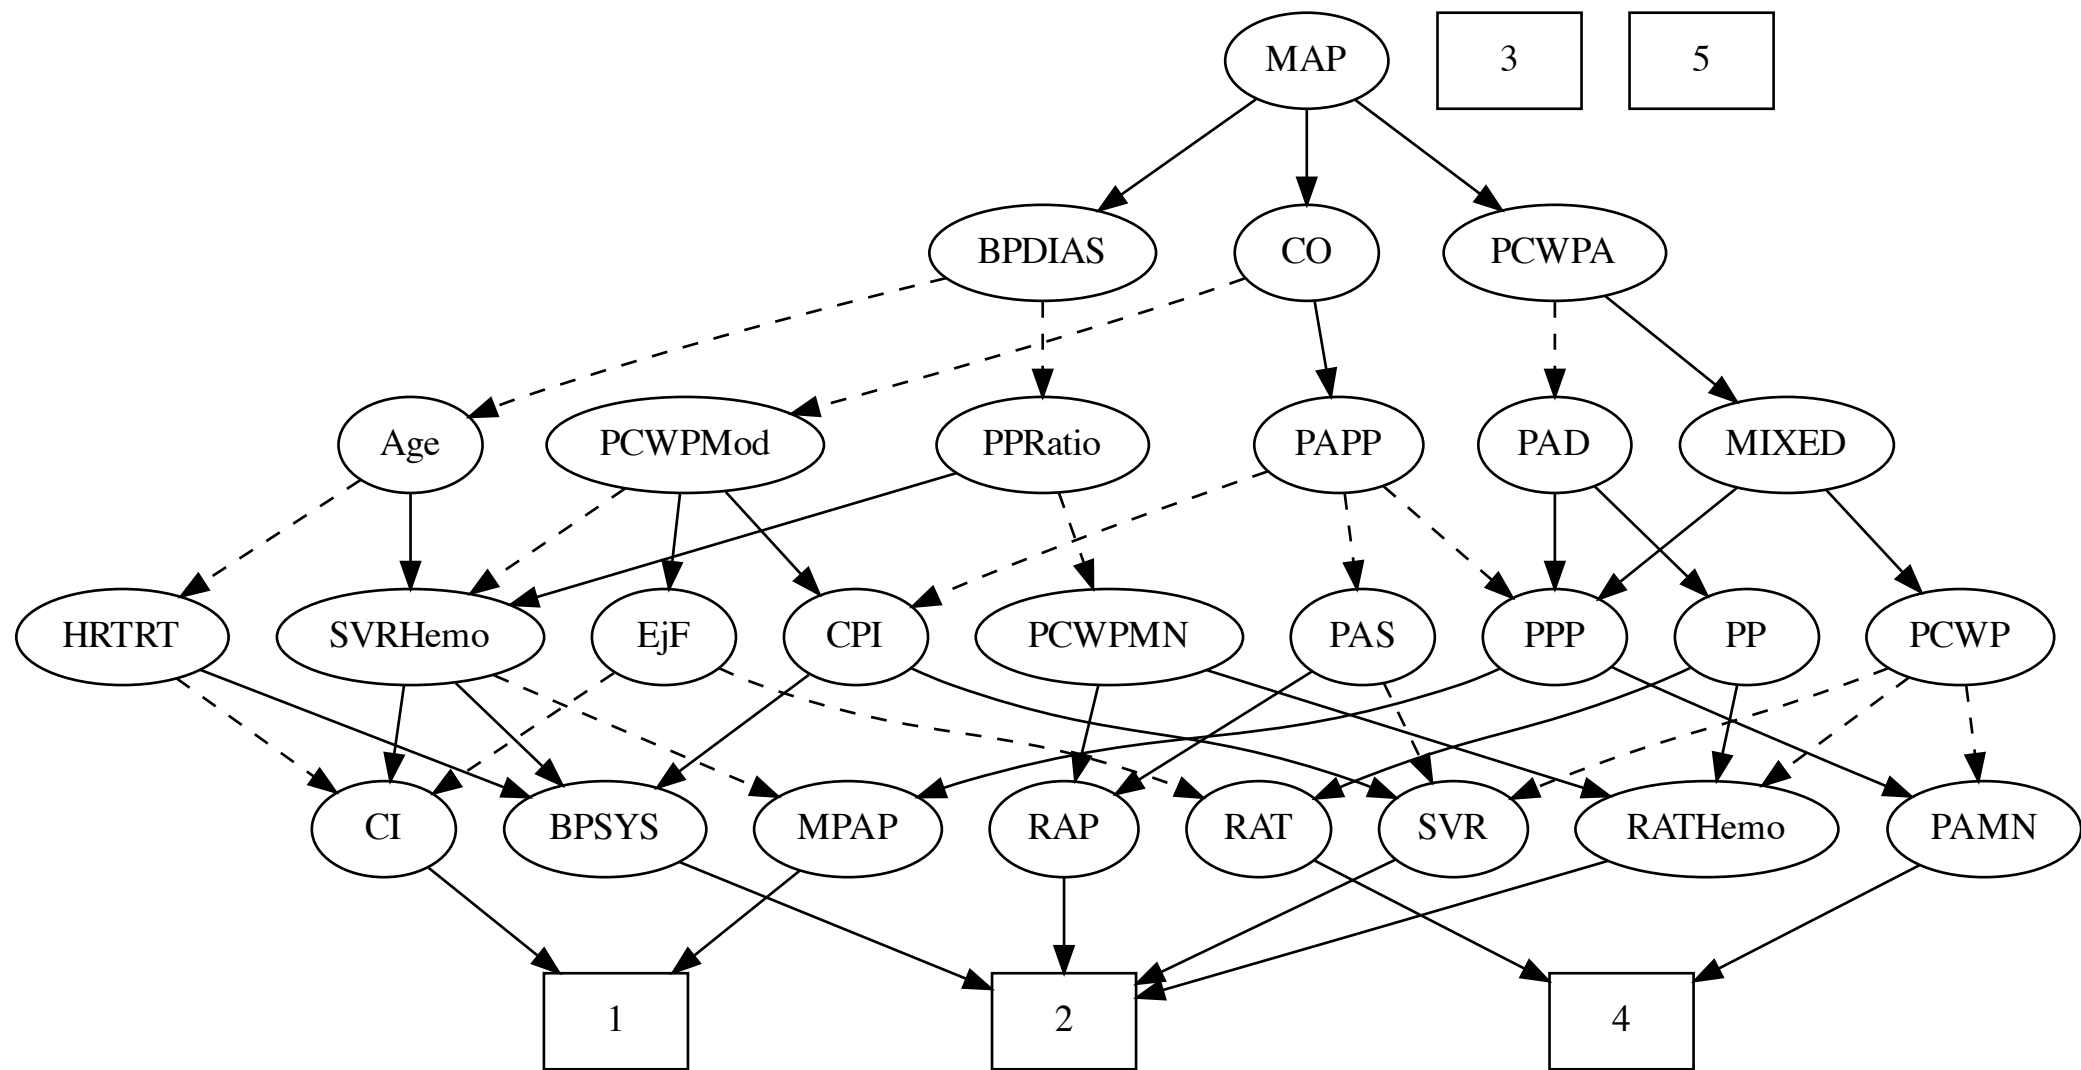 MAP
3
5
BPDIAS
CO
PCWPA
Age
PCWPMod
PPRatio
PAPP
PAD
MIXED
HRTRT
SVRHemo
EjF
CPI
PCWPMN
PAS
PPP
PP
PCWP
CI
BPSYS
MPAP
RAP
RAT
SVR
RATHemo
PAMN
1
2
4